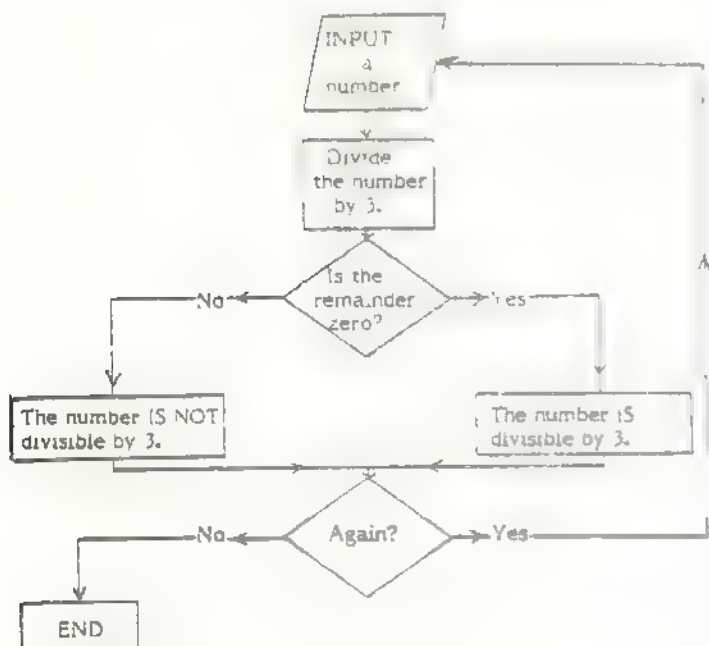 INPUT
a
number
Divide
the number
by 3.
Is the
remainder
zero?
No
Yes
The number IS NOT
divisible by 3.
The number IS
divisible by 3.
No
Again?
Yes
END